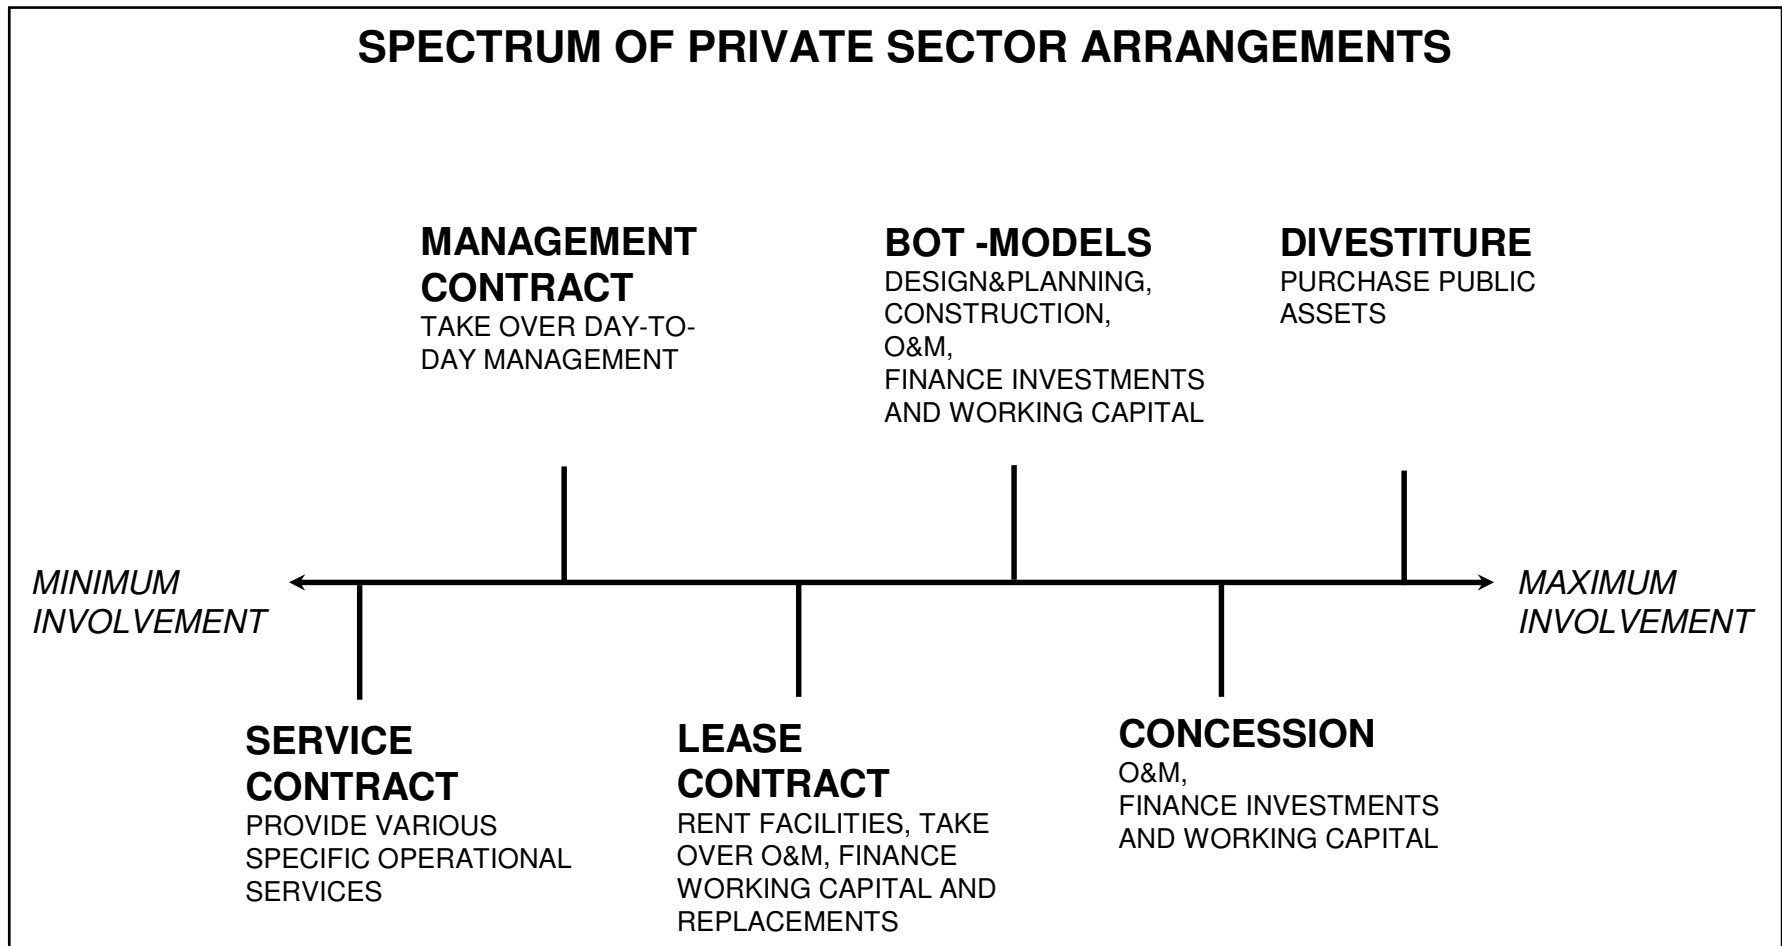 SPECTRUM OF PRIVATE SECTOR ARRANGEMENTS
MANAGEMENT
CONTRACT
TAKE OVER DAY-TO-
DAY MANAGEMENT
BOT -MODELS
DESIGN&PLANNING,
CONSTRUCTION,
O&M,
FINANCE INVESTMENTS
AND WORKING CAPITAL
DIVESTITURE
PURCHASE PUBLIC
ASSETS
MINIMUM
INVOLVEMENT
MAXIMUM
INVOLVEMENT
SERVICE
CONTRACT
PROVIDE VARIOUS
SPECIFIC OPERATIONAL
SERVICES
LEASE
CONTRACT
RENT FACILITIES, TAKE
OVER O&M, FINANCE
WORKING CAPITAL AND
REPLACEMENTS
CONCESSION
O&M,
FINANCE INVESTMENTS
AND WORKING CAPITAL